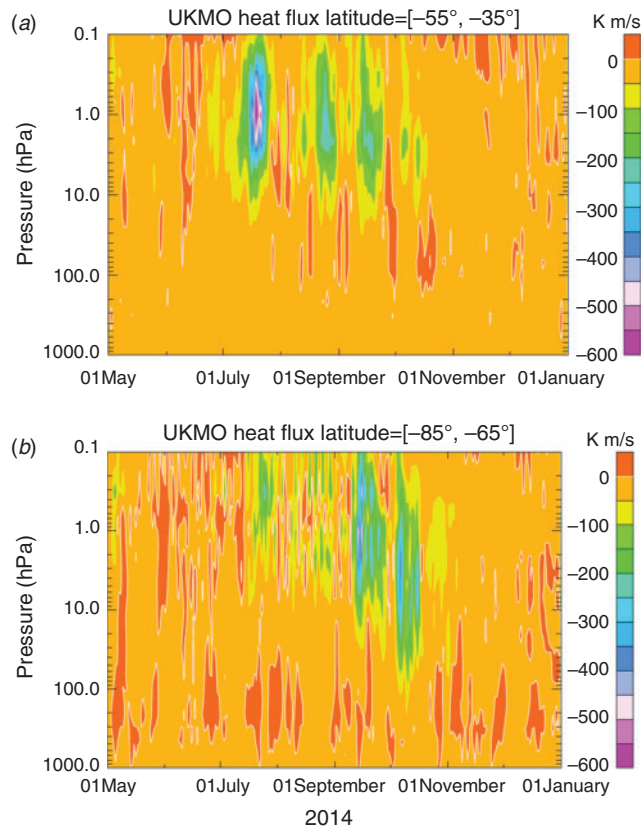 (a)
UKMO heat flux latitude=[–55°, –35°]
K m/s
0.1
1.0
10.0
100.0
1000.0
Pressure (hPa)
01May
01July
01September
01November
01January
0
–100
–200
–300
–400
–500
–600
(b)
UKMO heat flux latitude=[–85°, –65°]
K m/s
0.1
1.0
10.0
100.0
1000.0
Pressure (hPa)
01May
01July
01September
01November
01January
0
–100
–200
–300
–400
–500
–600
2014